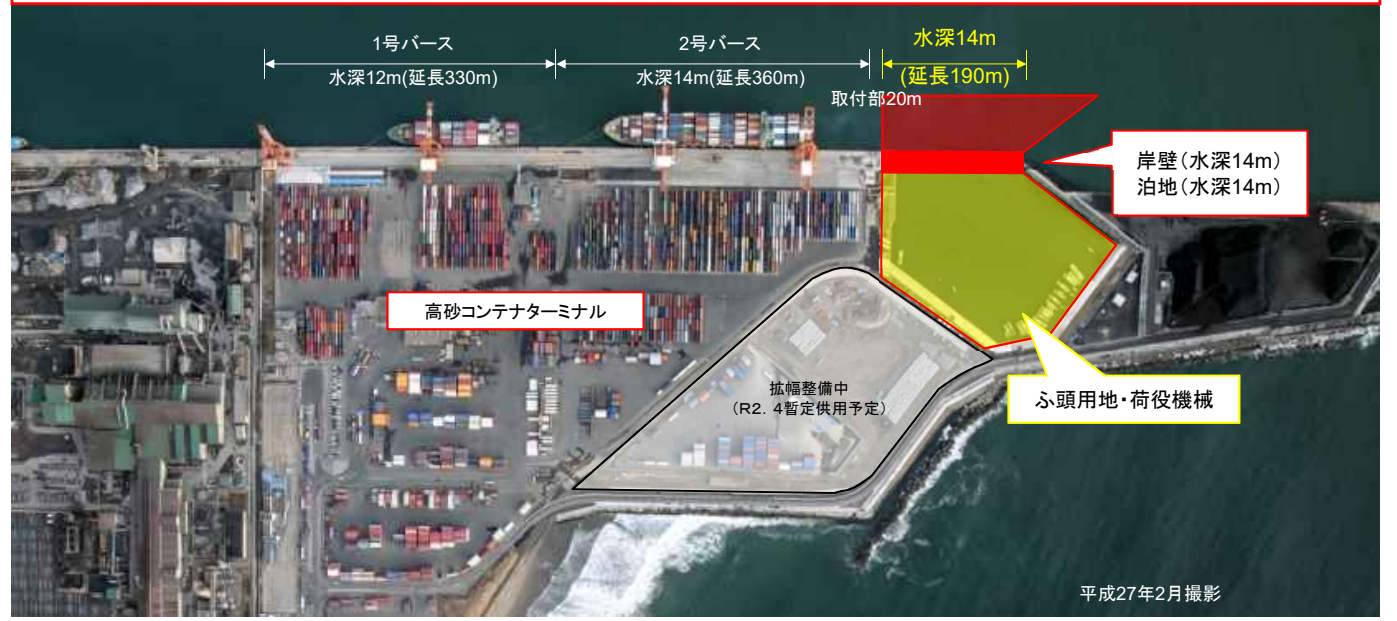 1号バース
2号バース
水深14m
水深12m(延長330m)
水深14m(延長360m)
(延長190m)
取付部20m
岸壁(水深14m)
泊地(水深14m)
高砂コンテナターミナル
拡幅整備中
(R2.4暫定供用予定)
ふ頭用地・荷役機械
平成27年2月撮影